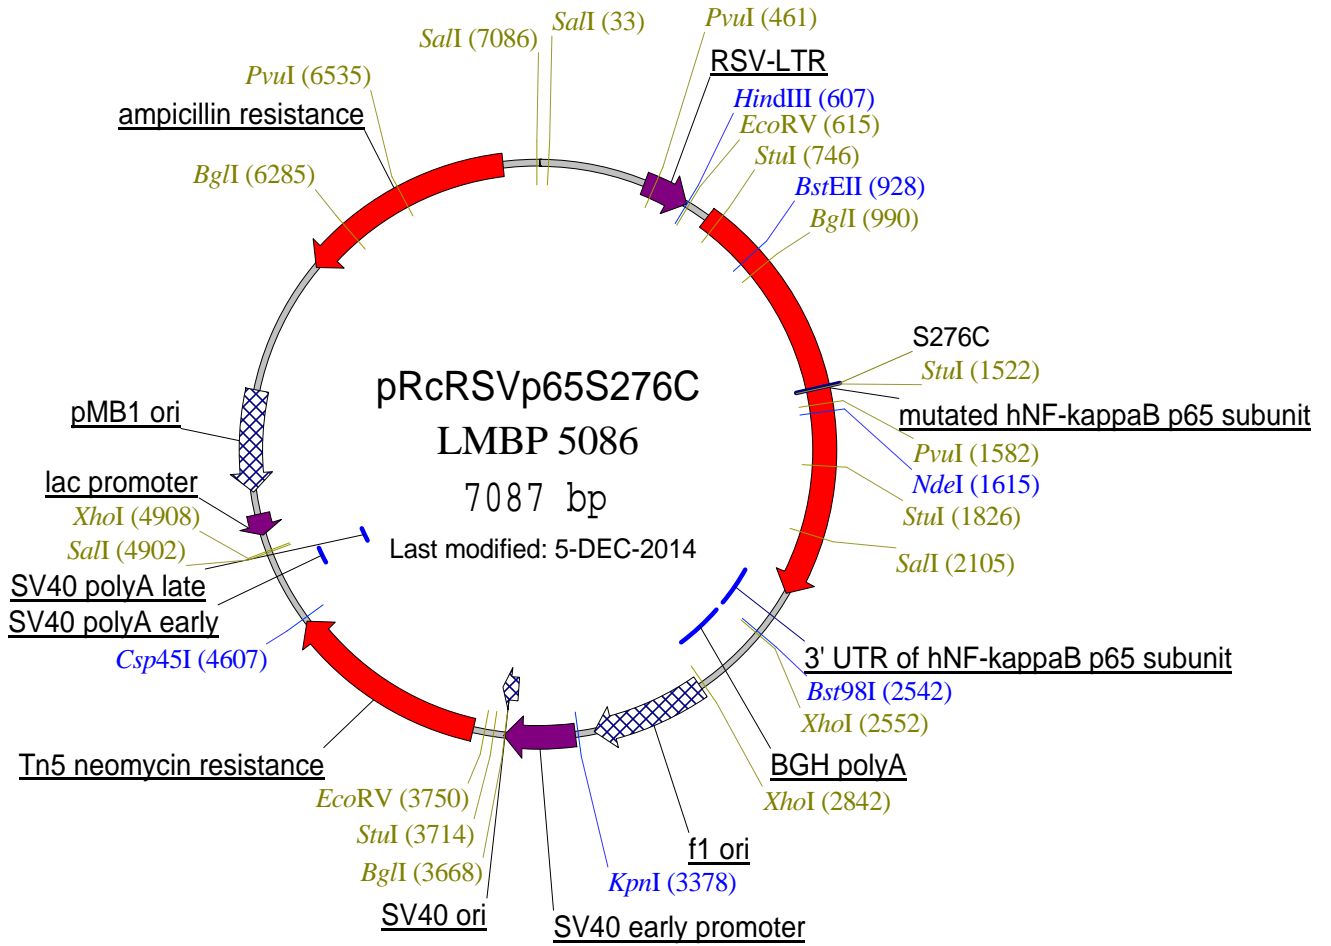 SalI (7086)
SalI (33)
PvuI (461)
RSV-LTR
HindIII (607)
EcoRV (615)
StuI (746)
BstEII (928)
BglI (990)
PvuI (6535)
ampicillin resistance
BglI (6285)
S276C
StuI (1522)
mutated hNF-kappaB p65 subunit
PvuI (1582)
NdeI (1615)
StuI (1826)
SalI (2105)
pRcRSVp65S276C
LMBP 5086
7087 bp
Last modified: 5-DEC-2014
pMB1 ori
lac promoter
XhoI (4908)
SalI (4902)
SV40 polyA late
SV40 polyA early
Csp45I (4607)
Tn5 neomycin resistance
3' UTR of hNF-kappaB p65 subunit
Bst98I (2542)
XhoI (2552)
BGH polyA
XhoI (2842)
EcoRV (3750)
StuI (3714)
BglI (3668)
SV40 ori
f1 ori
KpnI (3378)
SV40 early promoter